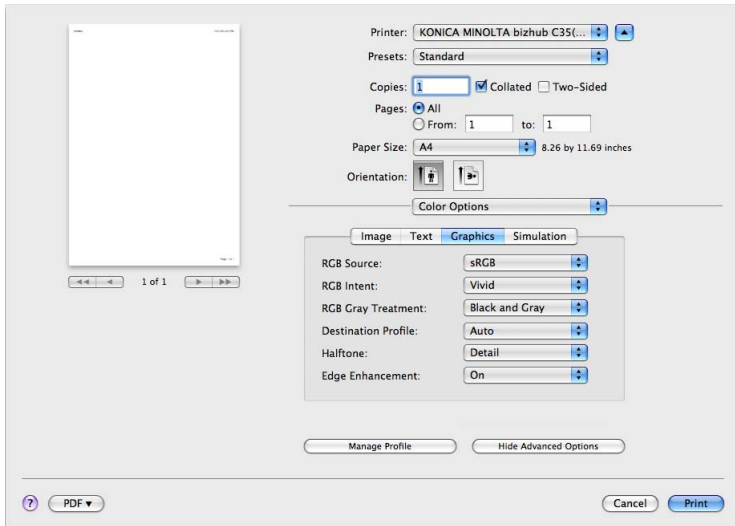 Printer: KONICA MINOLTA bizhub C35(...
Presets: Standard
Copies: 1 Collated Two-Sided
Pages: All
From: 1 to: 1
Paper Size: A4 8.26 by 11.69 inches
Orientation:
Color Options
Image Text Graphics Simulation
RGB Source: sRGB
RGB Intent: Vivid
RGB Gray Treatment: Black and Gray
Destination Profile: Auto
Halftone: Detail
Edge Enhancement: On
1 of 1
Manage Profile Hide Advanced Options
? PDF ▼ Cancel Print